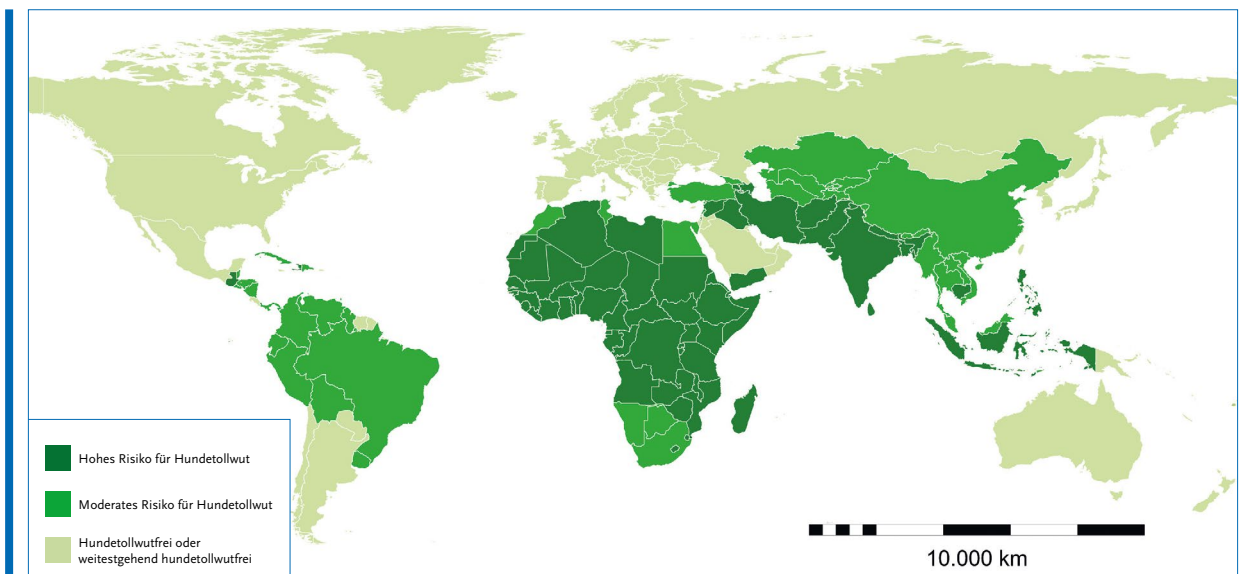 Hohes Risiko für Hundetollwut
Moderates Risiko für Hundetollwut
Hundetollwutfrei oder
weitestgehend hundetollwutfrei
10.000 km